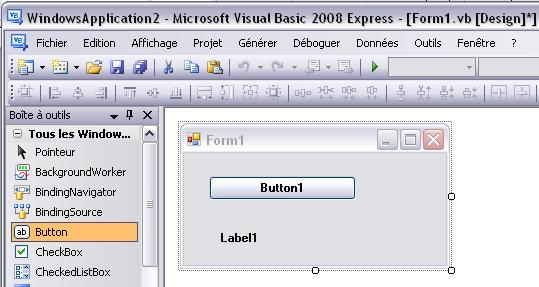 WindowsApplication2 - Microsoft Visual Basic 2008 Express - [Form1.vb [Design]*]
Fichier Edition Affichage Projet Générer Déboguer Données Outils Fenêtre ?
Boîte à outils
Tous les Window...
Pointeur
BackgroundWorker
BindingNavigator
BindingSource
Button
CheckBox
CheckedListBox
Form1
Button1
Label1